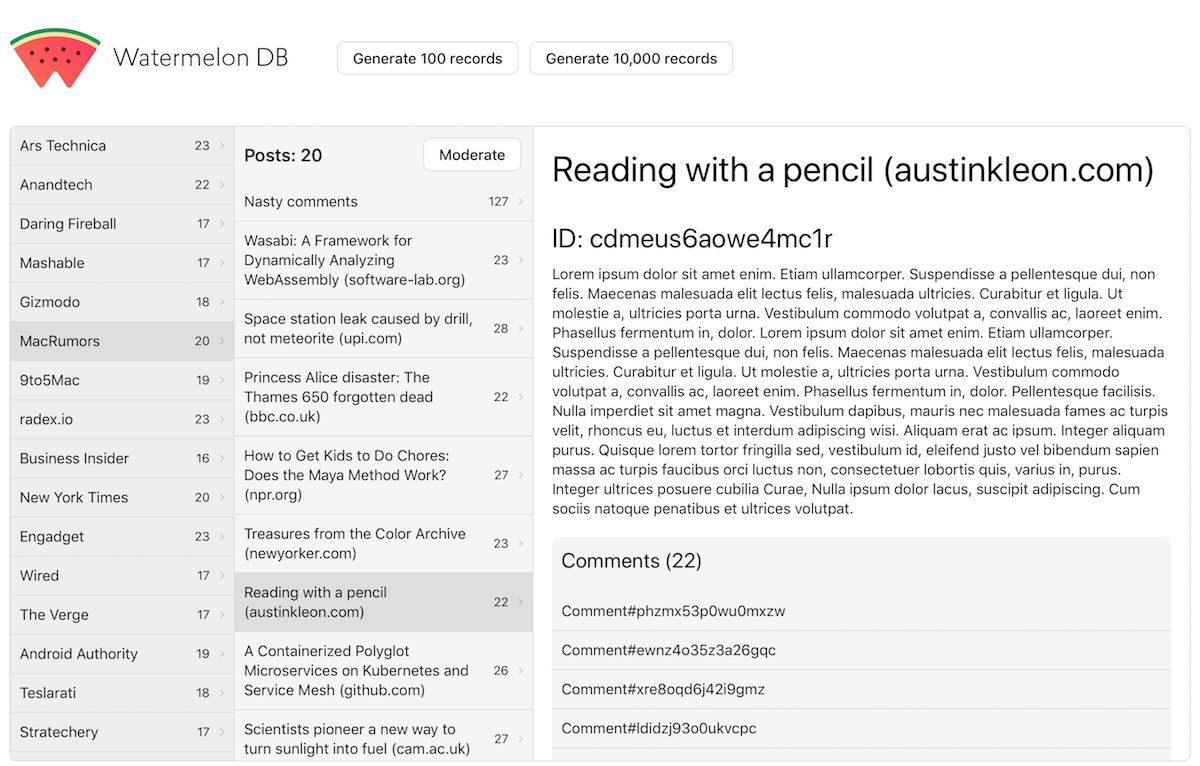 Watermelon DB
Generate 100 records
Generate 10,000 records
Ars Technica 23
Anandtech 22
Daring Fireball 17
Mashable 17
Gizmodo 18
MacRumors 20
9to5Mac 19
radex.io 23
Business Insider 16
New York Times 20
Engadget 23
Wired 17
The Verge 17
Android Authority 19
Teslarati 18
Stratechery 17
Posts: 20
Moderate
Nasty comments 127
Wasabi: A Framework for
Dynamically Analyzing 23
WebAssembly (software-lab.org)
Space station leak caused by drill, 28
not meteorite (upi.com)
Princess Alice disaster: The
Thames 650 forgotten dead 22
(bbc.co.uk)
How to Get Kids to Do Chores:
Does the Maya Method Work? 27
(npr.org)
Treasures from the Color Archive 23
(newyorker.com)
Reading with a pencil 22
(austinkleon.com)
A Containerized Polyglot
Microservices on Kubernetes and 26
Service Mesh (github.com)
Scientists pioneer a new way to 27
turn sunlight into fuel (cam.ac.uk)
Reading with a pencil (austinkleon.com)
ID: cdmeus6aowe4mc1r
Lorem ipsum dolor sit amet enim. Etiam ullamcorper. Suspendisse a pellentesque dui, non
felis. Maecenas malesuada elit lectus felis, malesuada ultricies. Curabitur et ligula. Ut
molestie a, ultricies porta urna. Vestibulum commodo volutpat a, convallis ac, laoreet enim.
Phasellus fermentum in, dolor. Lorem ipsum dolor sit amet enim. Etiam ullamcorper.
Suspendisse a pellentesque dui, non felis. Maecenas malesuada elit lectus felis, malesuada
ultricies. Curabitur et ligula. Ut molestie a, ultricies porta urna. Vestibulum commodo
volutpat a, convallis ac, laoreet enim. Phasellus fermentum in, dolor. Pellentesque facilisis.
Nulla imperdiet sit amet magna. Vestibulum dapibus, mauris nec malesuada fames ac turpis
velit, rhoncus eu, luctus et interdum adipiscing wisi. Aliquam erat ac ipsum. Integer aliquam
purus. Quisque lorem tortor fringilla sed, vestibulum id, eleifend justo vel bibendum sapien
massa ac turpis faucibus orci luctus non, consectetuer lobortis quis, varius in, purus.
Integer ultrices posuere cubilia Curae, Nulla ipsum dolor lacus, suscipit adipiscing. Cum
sociis natoque penatibus et ultrices volutpat.
Comments (22)
Comment#phzmx53p0wu0mxzw
Comment#ewnz4o35z3a26gqc
Comment#xre8oqd6j42i9gmz
Comment#ldidzj93o0ukvcpc